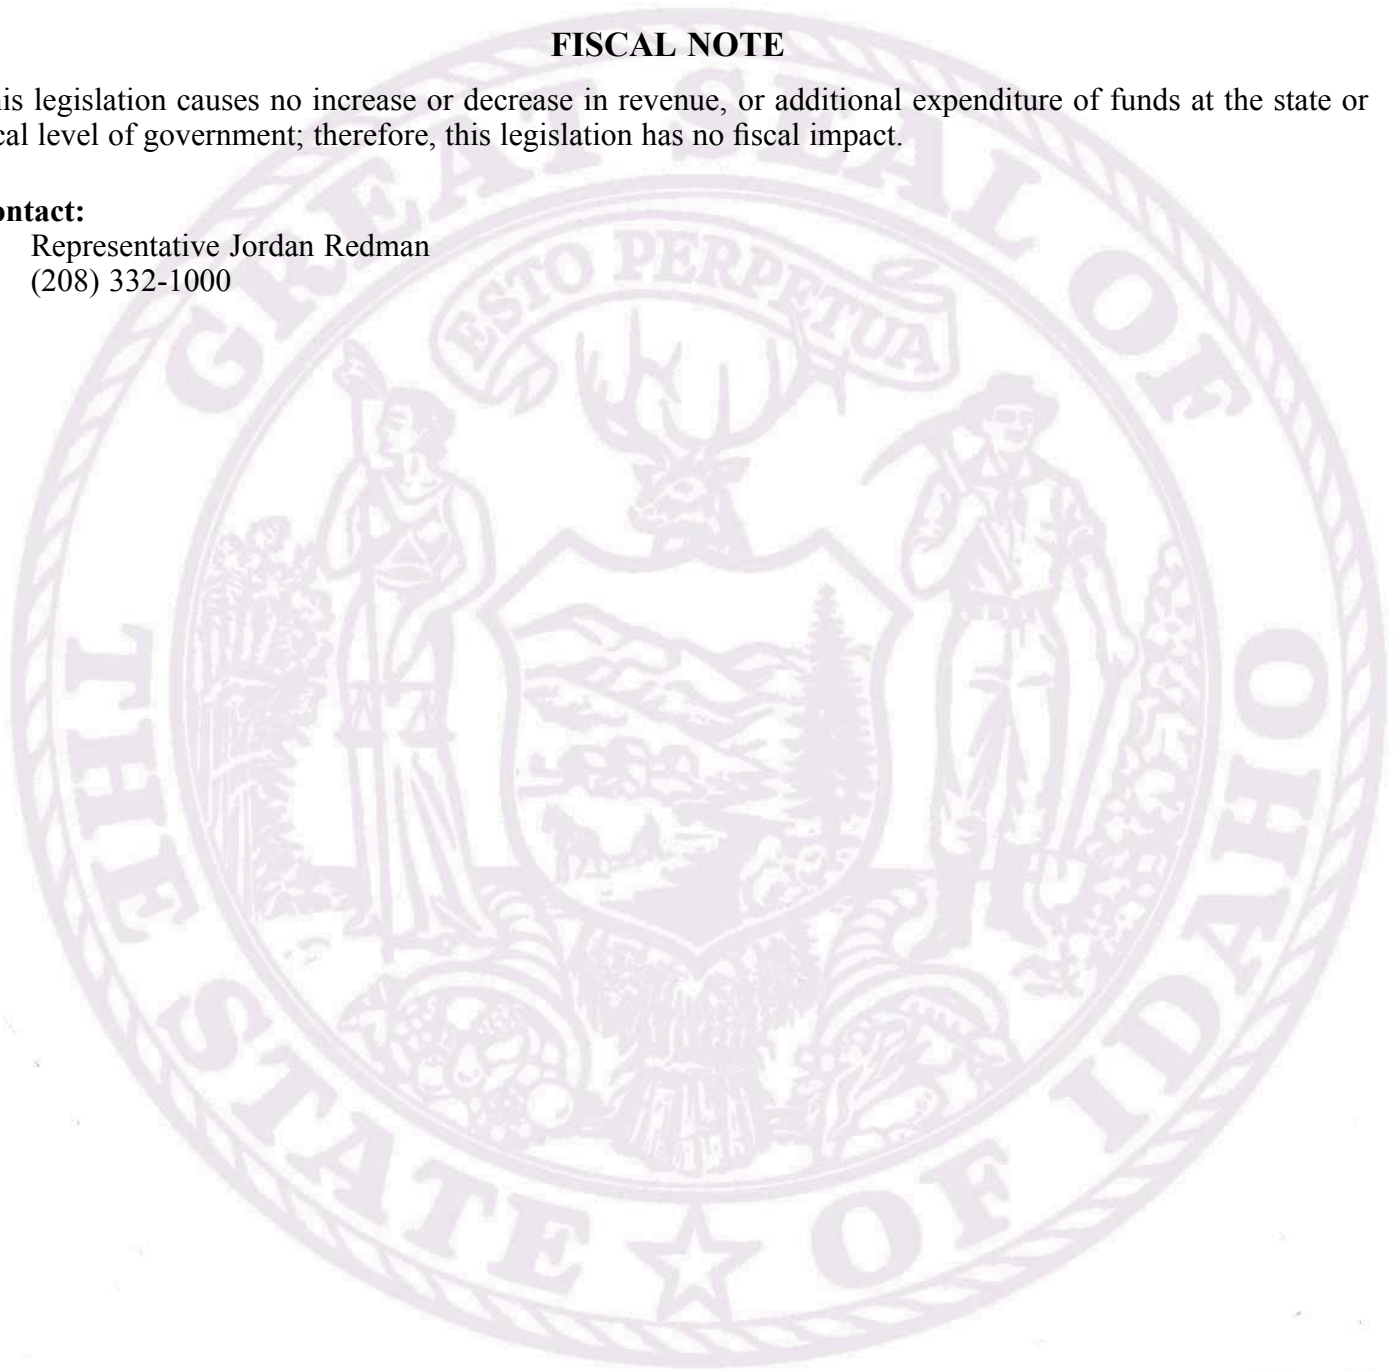 FISCAL NOTE
his legislation causes no increase or decrease in revenue, or additional expenditure of funds at the state or
cal level of government; therefore, this legislation has no fiscal impact.
ontact:
Representative Jordan Redman
(208) 332-1000
GREAT SEAL OF
ESTO PERPETUA
THE STATE OF IDAHO